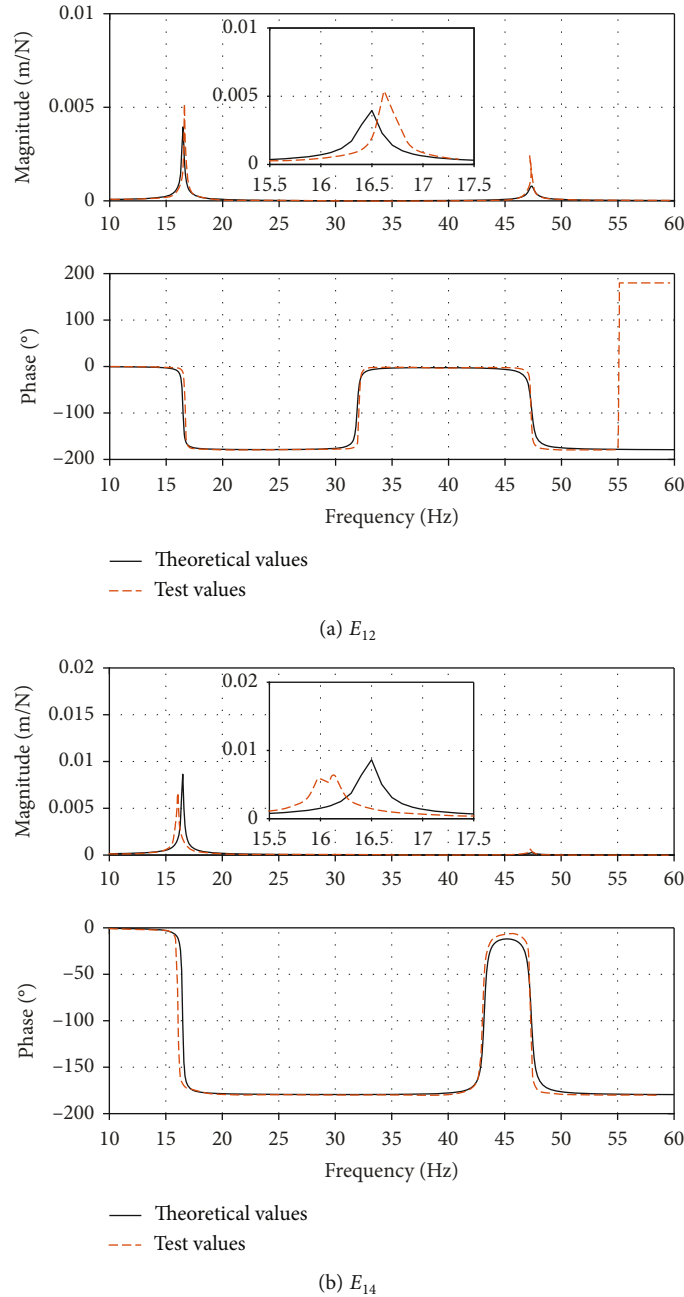 0.01
0.005
0
Magnitude (m/N)
0.01
0.005
0
15.5 16 16.5 17 17.5
10 15 20 25 30 35 40 45 50 55 60
200
100
0
−100
−200
Phase (°)
10 15 20 25 30 35 40 45 50 55 60
Frequency (Hz)
Theoretical values
Test values
(a) E12
0.02
0.015
0.01
0.005
0
Magnitude (m/N)
0.02
0.01
0
15.5 16 16.5 17 17.5
10 15 20 25 30 35 40 45 50 55 60
0
−50
−100
−150
−200
Phase (°)
10 15 20 25 30 35 40 45 50 55 60
Frequency (Hz)
Theoretical values
Test values
(b) E14